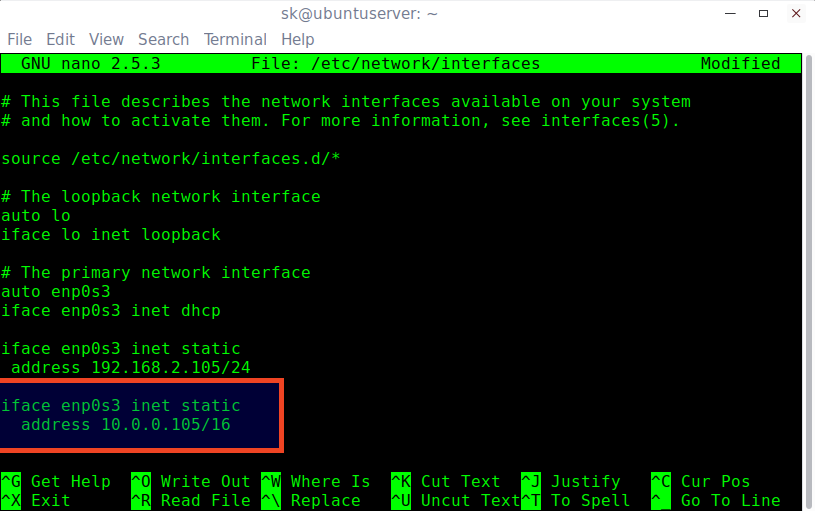 sk@ubuntuserver: ~
File Edit View Search Terminal Help
GNU nano 2.5.3 File: /etc/network/interfaces Modified
# This file describes the network interfaces available on your system
# and how to activate them. For more information, see interfaces(5).
source /etc/network/interfaces.d/*
# The loopback network interface
auto lo
iface lo inet loopback
# The primary network interface
auto enp0s3
iface enp0s3 inet dhcp
iface enp0s3 inet static
address 192.168.2.105/24
iface enp0s3 inet static
address 10.0.0.105/16
^G Get Help ^O Write Out ^W Where Is ^K Cut Text ^J Justify ^C Cur Pos
^X Exit ^R Read File ^\ Replace ^U Uncut Text ^T To Spell ^_ Go To Line